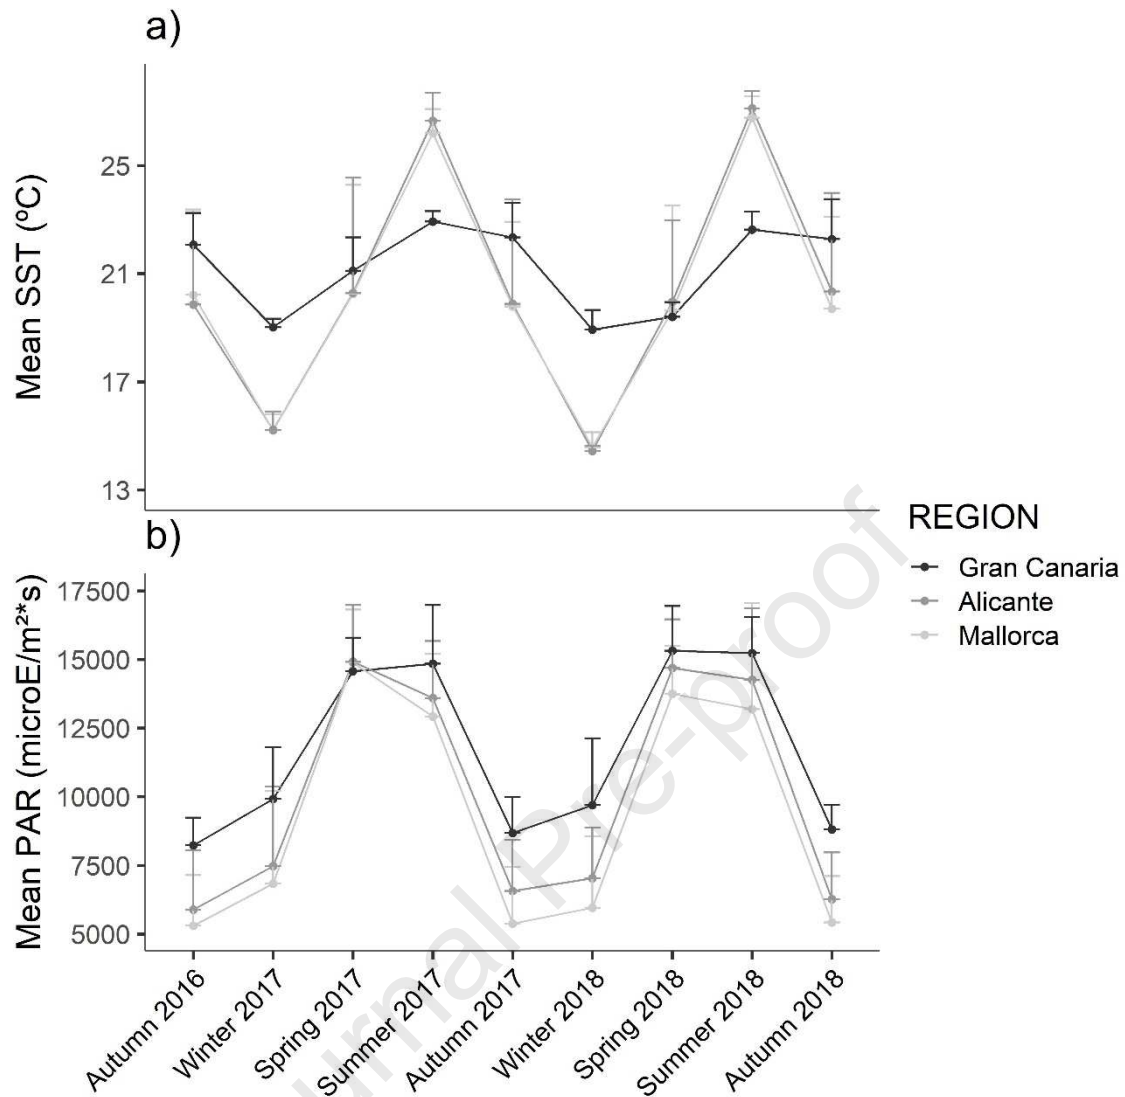 a)
Mean SST (ºC)
25
21
17
13
b)
Mean PAR (microE/m²*s)
17500
15000
12500
10000
7500
5000
REGION
Gran Canaria
Alicante
Mallorca
Autumn 2016
Winter 2017
Spring 2017
Summer 2017
Autumn 2017
Winter 2018
Spring 2018
Summer 2018
Autumn 2018
urnal Pre-proof